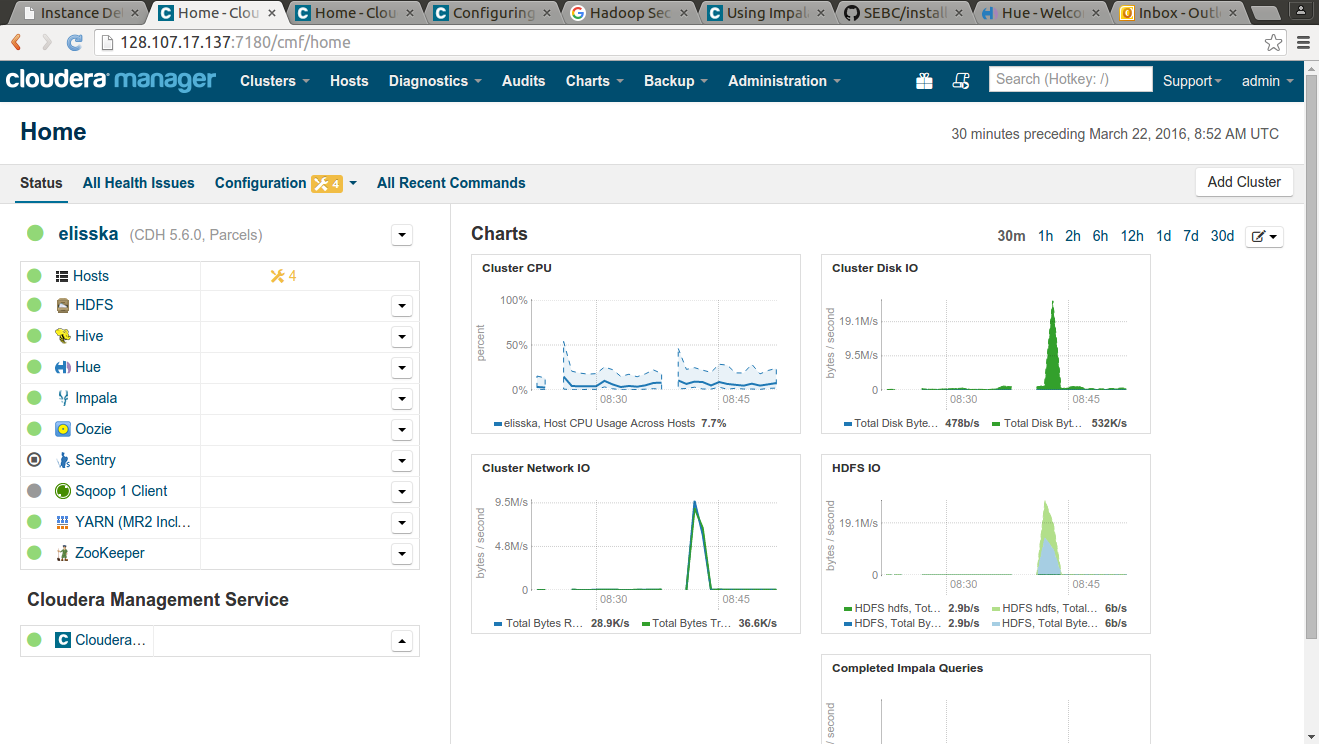 Instance De
Home - Clou
Home - Clou
Configuring
Hadoop Sec
Using Impal
SEBC/install
Hue - Welco
Inbox - Outl
128.107.17.137:7180/cmf/home
cloudera manager Clusters Hosts Diagnostics Audits Charts Backup Administration Search (Hotkey: /) Support admin
Home
30 minutes preceding March 22, 2016, 8:52 AM UTC
Status All Health Issues Configuration 4 All Recent Commands Add Cluster
elisska (CDH 5.6.0, Parcels)
Hosts 4
HDFS
Hive
Hue
Impala
Oozie
Sentry
Sqoop 1 Client
YARN (MR2 Incl...
ZooKeeper
Cloudera Management Service
C Cloudera...
Charts
30m 1h 2h 6h 12h 1d 7d 30d
Cluster CPU
percent
100%
50%
0%
08:30 08:45
elisska, Host CPU Usage Across Hosts 7.7%
Cluster Disk IO
bytes / second
19.1M/s
9.5M/s
0
08:30 08:45
Total Disk Byte... 478b/s Total Disk Byt... 532K/s
Cluster Network IO
bytes / second
9.5M/s
4.8M/s
0
08:30 08:45
Total Bytes R... 28.9K/s Total Bytes Tr... 36.6K/s
HDFS IO
bytes / second
19.1M/s
0
08:30 08:45
HDFS hdfs, Tot... 2.9b/s HDFS hdfs, Total... 6b/s
HDFS, Total By... 2.9b/s HDFS, Total Byte... 6b/s
Completed Impala Queries
bytes / second